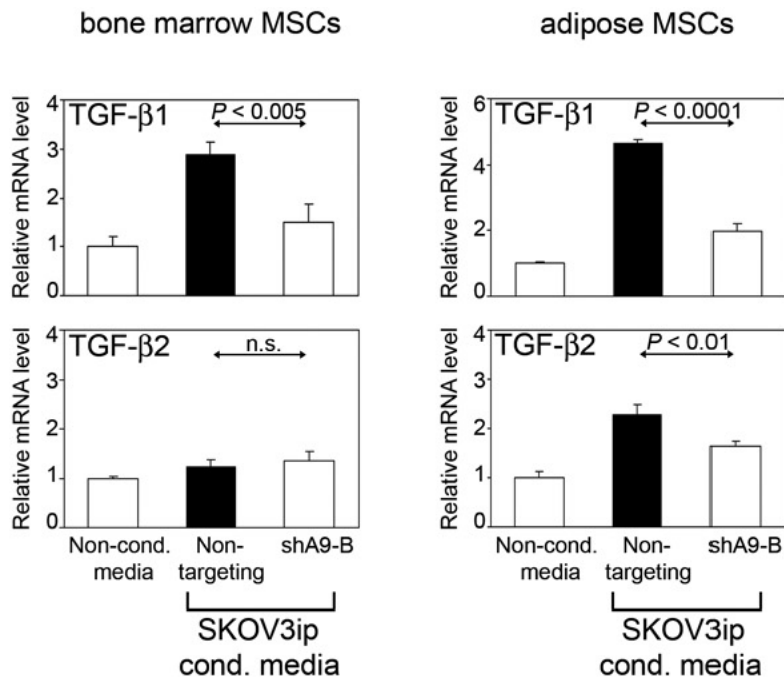 bone marrow MSCs
adipose MSCs
TGF-β1
P < 0.005
Relative mRNA level
4
3
2
1
0
TGF-β1
P < 0.0001
Relative mRNA level
6
4
2
0
TGF-β2
n.s.
Relative mRNA level
4
3
2
1
0
TGF-β2
P < 0.01
Relative mRNA level
4
3
2
1
0
Non-cond.
media
Non-
targeting
shA9-B
SKOV3ip
cond. media
Non-cond.
media
Non-
targeting
shA9-B
SKOV3ip
cond. media